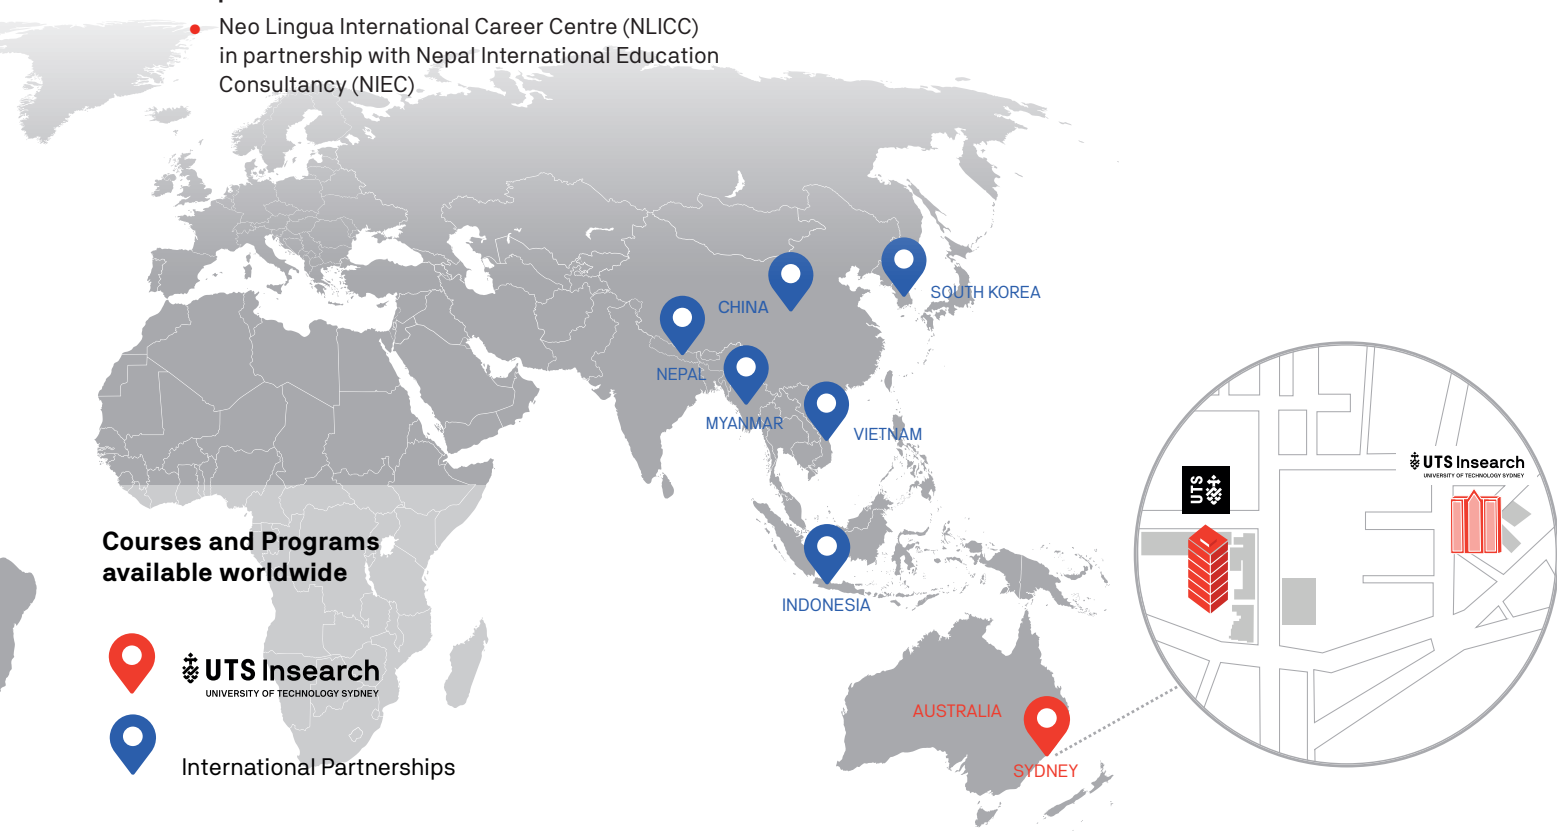 Neo Lingua International Career Centre (NLICC)
in partnership with Nepal International Education
Consultancy (NIEC)
SOUTH KOREA
CHINA
NEPAL
MYANMAR
VIETNAM
INDONESIA
AUSTRALIA
SYDNEY
UTS
UTS Insearch
UNIVERSITY OF TECHNOLOGY SYDNEY
Courses and Programs
available worldwide
UTS Insearch
UNIVERSITY OF TECHNOLOGY SYDNEY
International Partnerships